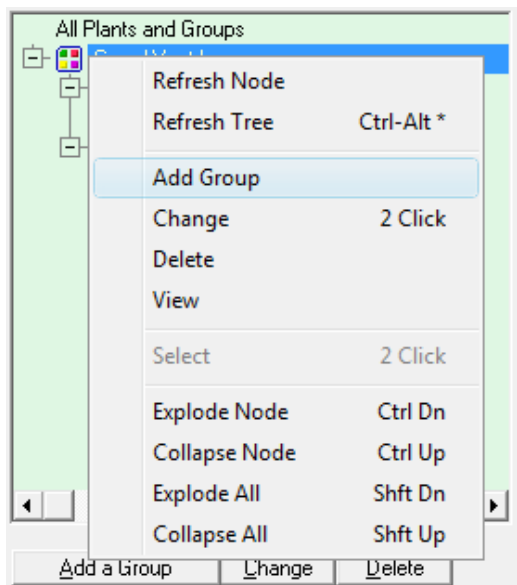 All Plants and Groups
Refresh Node
Refresh Tree Ctrl-Alt *
Add Group
Change 2 Click
Delete
View
Select 2 Click
Explode Node Ctrl Dn
Collapse Node Ctrl Up
Explode All Shft Dn
Collapse All Shft Up
Add a Group Change Delete